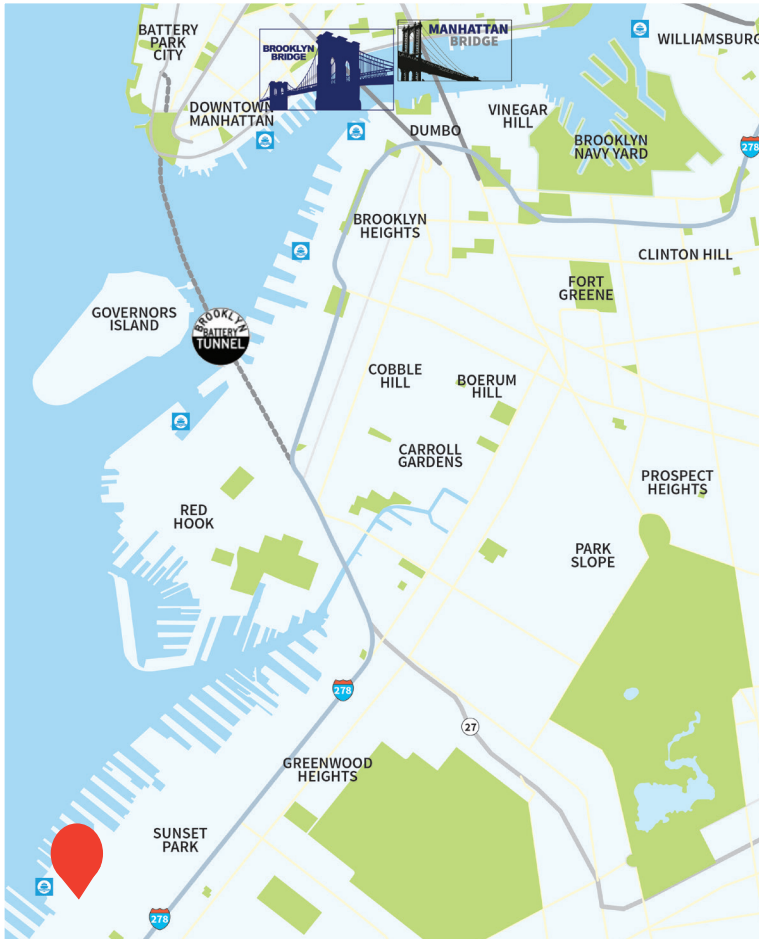 BATTERY
PARK
CITY
BROOKLYN
BRIDGE
MANHATTAN
BRIDGE
WILLIAMSBURG
DOWNTOWN
MANHATTAN
DUMBO
VINEGAR
HILL
BROOKLYN
NAVY YARD
278
BROOKLYN
HEIGHTS
CLINTON HILL
FORT
GREENE
GOVERNORS
ISLAND
BROOKLYN
BATTERY
TUNNEL
COBBLE
HILL
BOERUM
HILL
CARROLL
GARDENS
PROSPECT
HEIGHTS
RED
HOOK
PARK
SLOPE
278
27
GREENWOOD
HEIGHTS
SUNSET
PARK
278